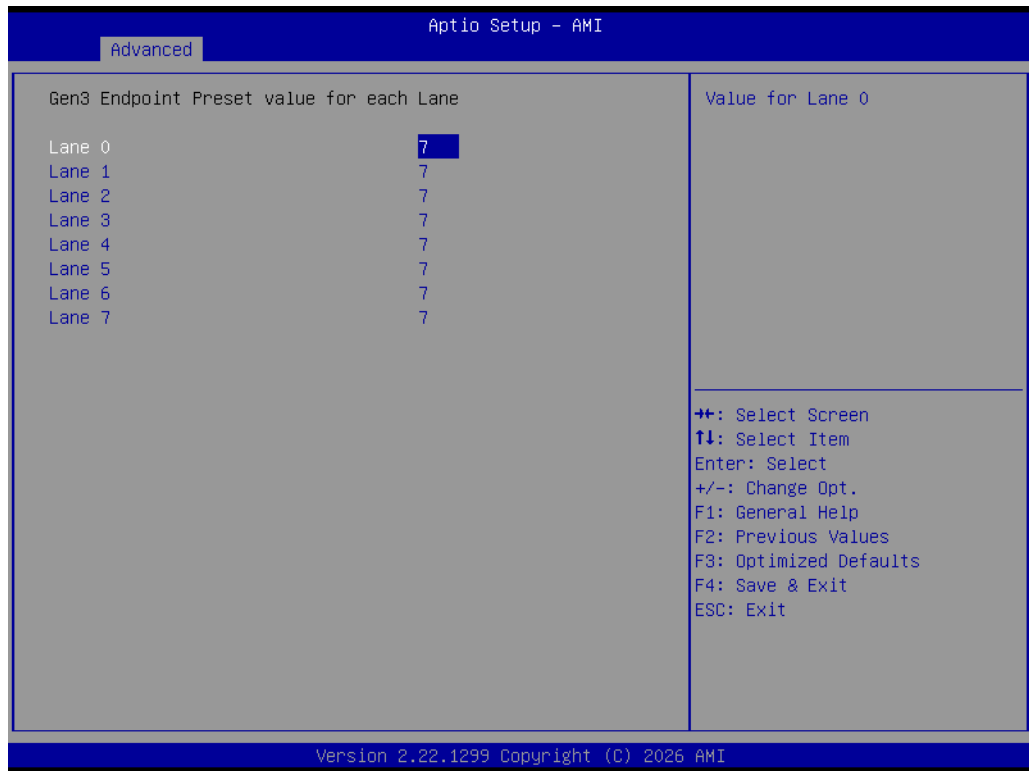 Aptio Setup – AMI
Advanced
Gen3 Endpoint Preset value for each Lane
Lane 0 7
Lane 1 7
Lane 2 7
Lane 3 7
Lane 4 7
Lane 5 7
Lane 6 7
Lane 7 7
Value for Lane 0
→←: Select Screen
↑↓: Select Item
Enter: Select
+/-: Change Opt.
F1: General Help
F2: Previous Values
F3: Optimized Defaults
F4: Save & Exit
ESC: Exit
Version 2.22.1299 Copyright (C) 2026 AMI